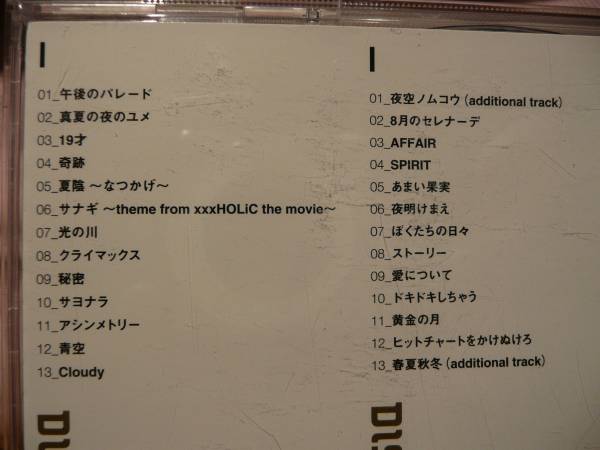 01_午後のパレード
02_真夏の夜のユメ
03_19才
04_奇跡
05_夏陰 ～なつかげ～
06_サナギ ～theme from xxxHOLiC the movie～
07_光の川
08_クライマックス
09_秘密
10_サヨナラ
11_アシンメトリー
12_青空
13_Cloudy
01_夜空ノムコウ (additional track)
02_8月のセレナーデ
03_AFFAIR
04_SPIRIT
05_あまい果実
06_夜明けまえ
07_ぼくたちの日々
08_ストーリー
09_愛について
10_ドキドキしちゃう
11_黄金の月
12_ヒットチャートをかけぬけろ
13_春夏秋冬 (additional track)